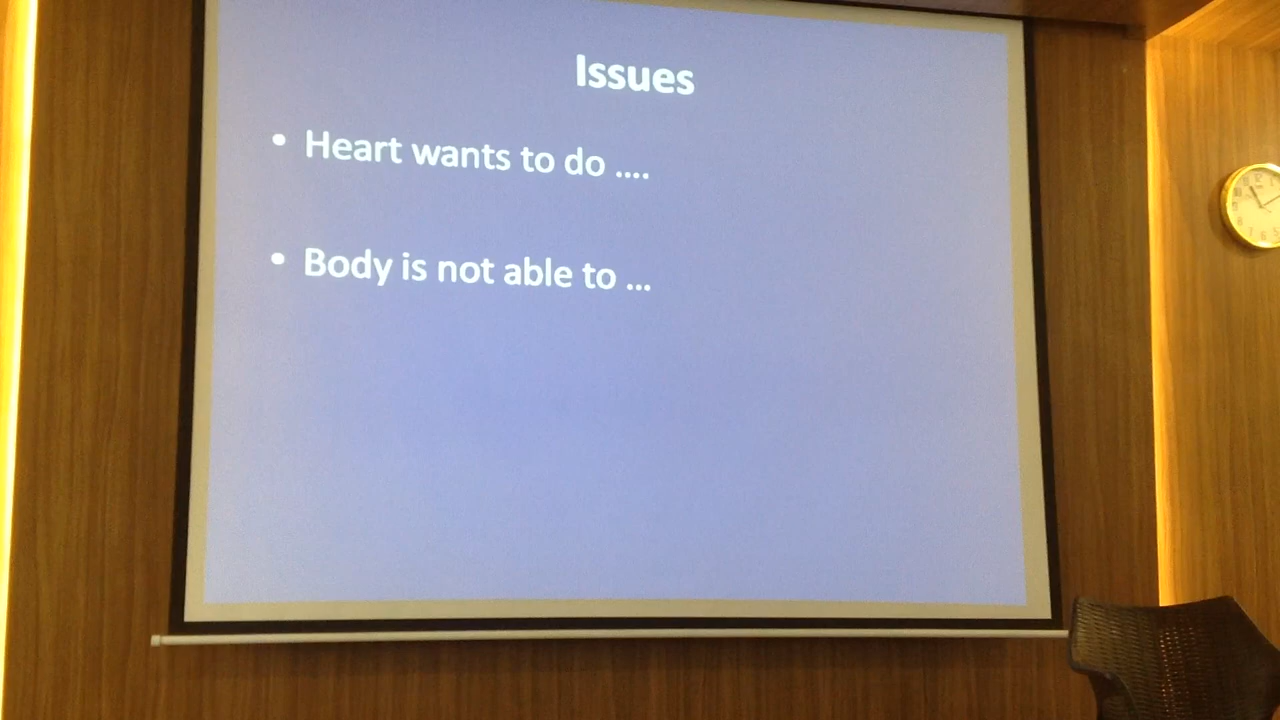 Issues
• Heart wants to do ....
• Body is not able to ...